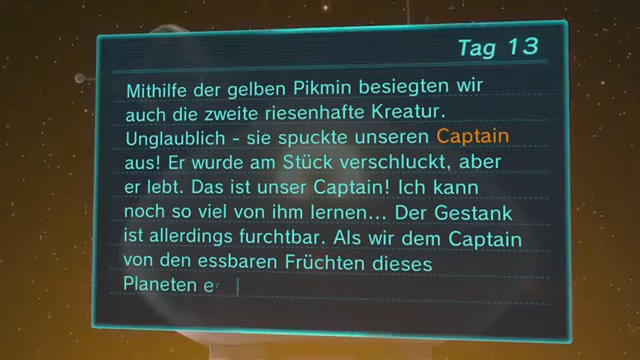 Tag 13
Mithilfe der gelben Pikmin besiegten wir
auch die zweite riesenhafte Kreatur.
Unglaublich - sie spuckte unseren Captain
aus! Er wurde am Stück verschluckt, aber
er lebt. Das ist unser Captain! Ich kann
noch so viel von ihm lernen... Der Gestank
ist allerdings furchtbar. Als wir dem Captain
von den essbaren Früchten dieses
Planeten e